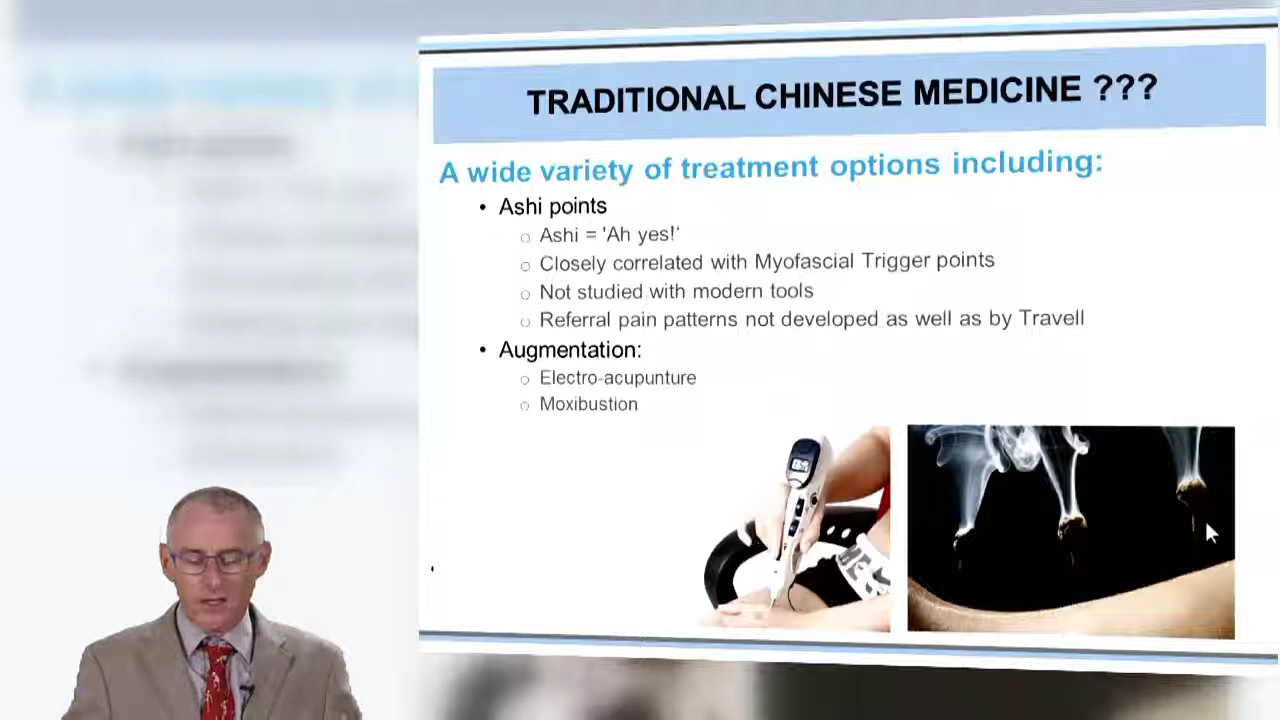 TRADITIONAL CHINESE MEDICINE ???
A wide variety of treatment options including:
• Ashi points
○ Ashi = 'Ah yes!‘
○ Closely correlated with Myofascial Trigger points
○ Not studied with modern tools
○ Referral pain patterns not developed as well as by Travell
• Augmentation:
○ Electro-acupunture
○ Moxibustion